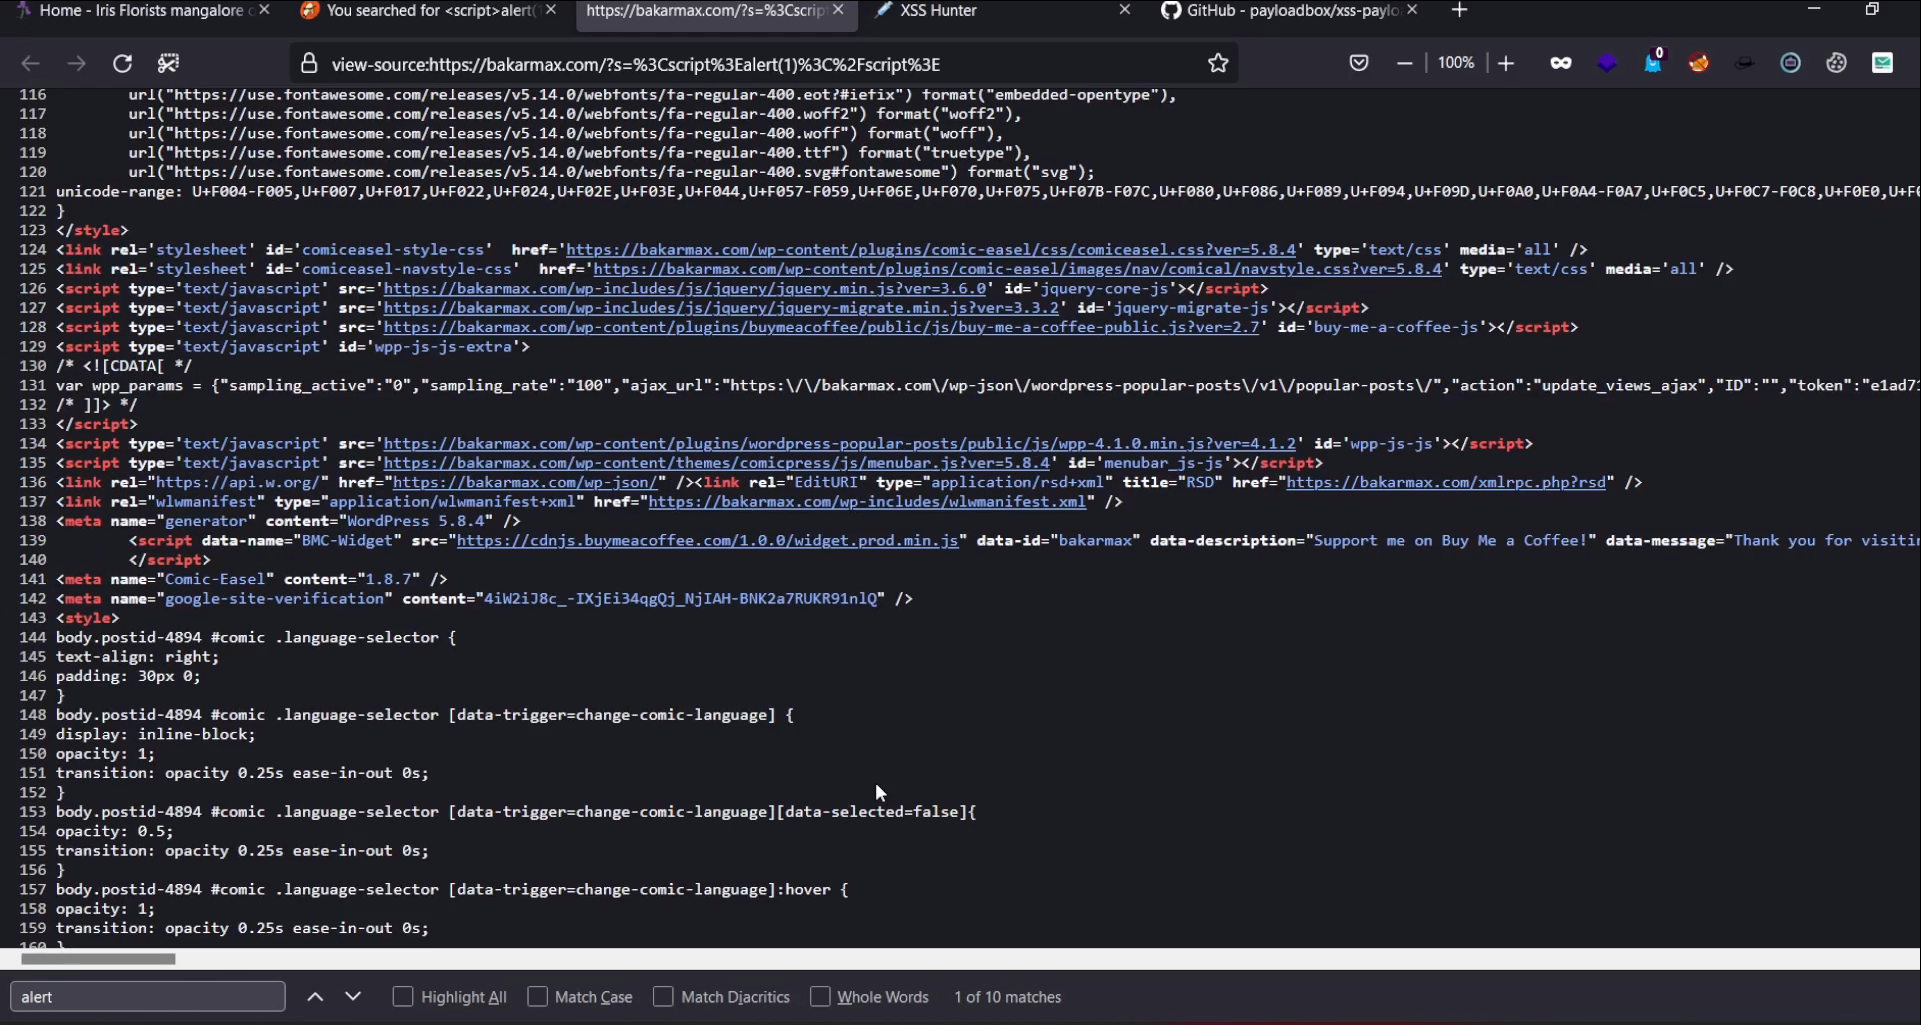 Home - Iris Florists mangalore
You searched for <script>alert(1
https://bakarmax.com/?s=%3Cscrip
XSS Hunter
GitHub - payloadbox/xss-paylo
view-source:https://bakarmax.com/?s=%3Cscript%3Ealert(1)%3C%2Fscript%3E
100%
0
116 url("https://use.fontawesome.com/releases/v5.14.0/webfonts/fa-regular-400.eot?#iefix") format("embedded-opentype"),
117 url("https://use.fontawesome.com/releases/v5.14.0/webfonts/fa-regular-400.woff2") format("woff2"),
118 url("https://use.fontawesome.com/releases/v5.14.0/webfonts/fa-regular-400.woff") format("woff"),
119 url("https://use.fontawesome.com/releases/v5.14.0/webfonts/fa-regular-400.ttf") format("truetype"),
120 url("https://use.fontawesome.com/releases/v5.14.0/webfonts/fa-regular-400.svg#fontawesome") format("svg");
121 unicode-range: U+F004-F005,U+F007,U+F017,U+F022,U+F024,U+F02E,U+F03E,U+F044,U+F057-F059,U+F06E,U+F070,U+F075,U+F07B-F07C,U+F080,U+F086,U+F089,U+F094,U+F09D,U+F0A0,U+F0A4-F0A7,U+F0C5,U+F0C7-F0C8,U+F0E0,U+F0
122 }
123 </style>
124 <link rel='stylesheet' id='comiceasel-style-css'  href='https://bakarmax.com/wp-content/plugins/comic-easel/css/comiceasel.css?ver=5.8.4' type='text/css' media='all' />
125 <link rel='stylesheet' id='comiceasel-navstyle-css'  href='https://bakarmax.com/wp-content/plugins/comic-easel/images/nav/comical/navstyle.css?ver=5.8.4' type='text/css' media='all' />
126 <script type='text/javascript' src='https://bakarmax.com/wp-includes/js/jquery/jquery.min.js?ver=3.6.0' id='jquery-core-js'></script>
127 <script type='text/javascript' src='https://bakarmax.com/wp-includes/js/jquery/jquery-migrate.min.js?ver=3.3.2' id='jquery-migrate-js'></script>
128 <script type='text/javascript' src='https://bakarmax.com/wp-content/plugins/buymeacoffee/public/js/buy-me-a-coffee-public.js?ver=2.7' id='buy-me-a-coffee-js'></script>
129 <script type='text/javascript' id='wpp-js-js-extra'>
130 /* <![CDATA[ */
131 var wpp_params = {"sampling_active":"0","sampling_rate":"100","ajax_url":"https:\/\/bakarmax.com\/wp-json\/wordpress-popular-posts\/v1\/popular-posts\/","action":"update_views_ajax","ID":"","token":"e1ad71
132 /* ]]> */
133 </script>
134 <script type='text/javascript' src='https://bakarmax.com/wp-content/plugins/wordpress-popular-posts/public/js/wpp-4.1.0.min.js?ver=4.1.2' id='wpp-js-js'></script>
135 <script type='text/javascript' src='https://bakarmax.com/wp-content/themes/comicpress/js/menubar.js?ver=5.8.4' id='menubar_js-js'></script>
136 <link rel="https://api.w.org/" href="https://bakarmax.com/wp-json/" /><link rel="EditURI" type="application/rsd+xml" title="RSD" href="https://bakarmax.com/xmlrpc.php?rsd" />
137 <link rel="wlwmanifest" type="application/wlwmanifest+xml" href="https://bakarmax.com/wp-includes/wlwmanifest.xml" />
138 <meta name="generator" content="WordPress 5.8.4" />
139 <script data-name="BMC-Widget" src="https://cdnjs.buymeacoffee.com/1.0.0/widget.prod.min.js" data-id="bakarmax" data-description="Support me on Buy Me a Coffee!" data-message="Thank you for visitin
140 </script>
141 <meta name="Comic-Easel" content="1.8.7" />
142 <meta name="google-site-verification" content="4iW2iJ8c_-IXjEi34qgQj_NjIAH-BNK2a7RUKR91nlQ" />
143 <style>
144 body.postid-4894 #comic .language-selector {
145 text-align: right;
146 padding: 30px 0;
147 }
148 body.postid-4894 #comic .language-selector [data-trigger=change-comic-language] {
149 display: inline-block;
150 opacity: 1;
151 transition: opacity 0.25s ease-in-out 0s;
152 }
153 body.postid-4894 #comic .language-selector [data-trigger=change-comic-language][data-selected=false]{
154 opacity: 0.5;
155 transition: opacity 0.25s ease-in-out 0s;
156 }
157 body.postid-4894 #comic .language-selector [data-trigger=change-comic-language]:hover {
158 opacity: 1;
159 transition: opacity 0.25s ease-in-out 0s;
160 }
alert
Highlight All
Match Case
Match Diacritics
Whole Words
1 of 10 matches